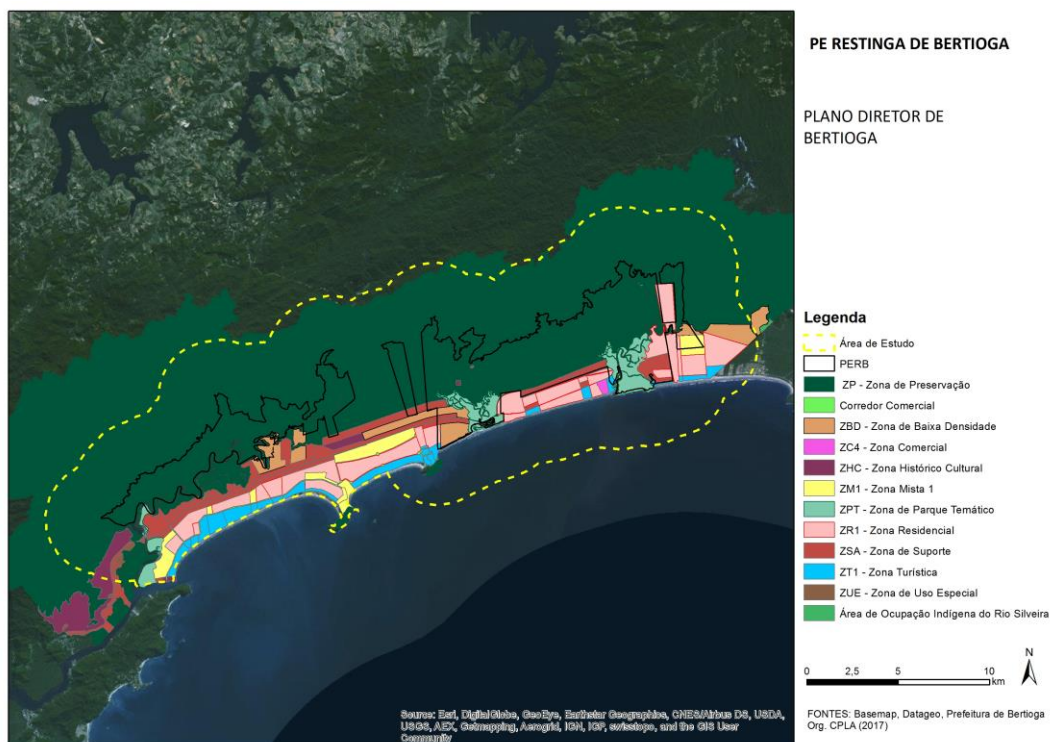 PE RESTINGA DE BERTIOGA
PLANO DIRETOR DE
BERTIOGA
Legenda
Área de Estudo
PERB
ZP - Zona de Preservação
Corredor Comercial
ZBD - Zona de Baixa Densidade
ZC4 - Zona Comercial
ZHC - Zona Histórico Cultural
ZM1 - Zona Mista 1
ZPT - Zona de Parque Temático
ZR1 - Zona Residencial
ZSA - Zona de Suporte
ZT1 - Zona Turística
ZUE - Zona de Uso Especial
Área de Ocupação Indígena do Rio Silveira
N
0 2,5 5 10
km
FONTES: Basemap, Datageo, Prefeitura de Bertioga
Org. CPLA (2017)
Source: Esri, DigitalGlobe, GeoEye, Earthstar Geographics, CNES/Airbus DS, USDA,
USGS, AEX, Getmapping, Aerogrid, IGN, IGP, swisstopo, and the GIS User
Community